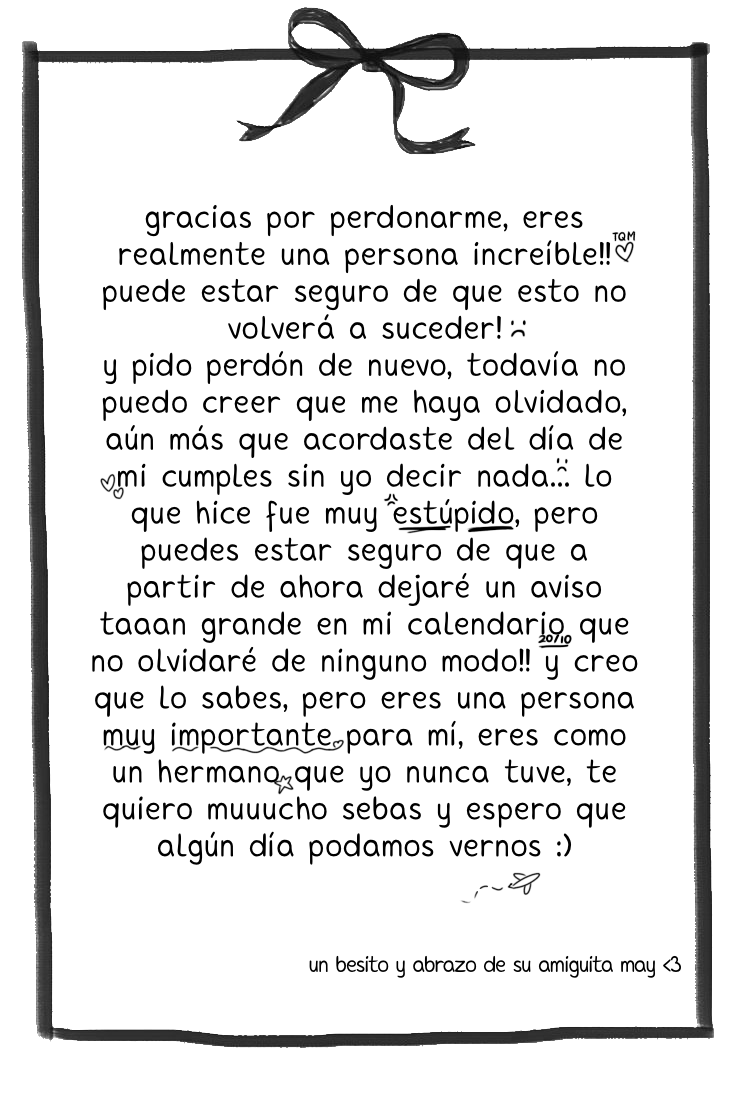 gracias por perdonarme, eres
TQM
realmente una persona increíble!!♡
puede estar seguro de que esto no
volverá a suceder! :(
y pido perdón de nuevo, todavía no
puedo creer que me haya olvidado,
aún más que acordaste del día de
mi cumples sin yo decir nada... :( lo
que hice fue muy estúpido, pero
puedes estar seguro de que a
partir de ahora dejaré un aviso
taaan grande en mi calendario que
20/10
no olvidaré de ninguno modo!! y creo
que lo sabes, pero eres una persona
muy importante para mí, eres como
un hermano que yo nunca tuve, te
quiero muuucho sebas y espero que
algún día podamos vernos :)
un besito y abrazo de su amiguita may <3